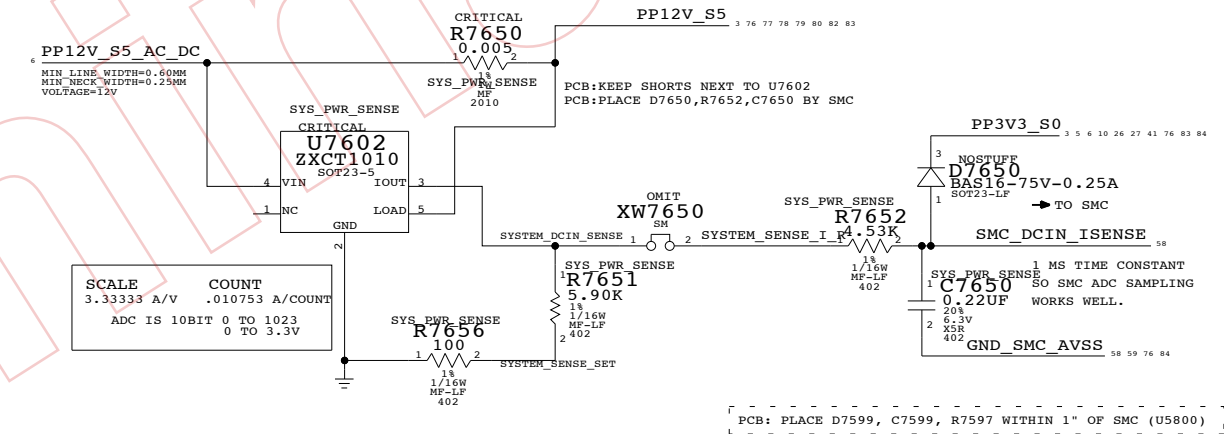 PP12V_S5
3 76 77 78 79 80 82 83
CRITICAL
R7650
0.005
1 2
1%
MF
2010
SYS_PWR_SENSE
6 PP12V_S5_AC_DC
MIN_LINE_WIDTH=0.60MM
MIN_NECK_WIDTH=0.25MM
VOLTAGE=12V
PCB:KEEP SHORTS NEXT TO U7602
PCB:PLACE D7650,R7652,C7650 BY SMC
SYS_PWR_SENSE
CRITICAL
U7602
ZXCT1010
SOT23-5
4 VIN IOUT 3
1 NC LOAD 5
GND
2
PP3V3_S0
3 5 6 10 26 27 41 76 83 84
3 NOSTUFF
D7650
BAS16-75V-0.25A
SOT23-LF
1
TO SMC
OMIT
XW7650
SM
1 2
SYS_PWR_SENSE
R7652
4.53K
1 2
1%
1/16W
MF-LF
402
SYSTEM_DCIN_SENSE
SYSTEM_SENSE_I_R
SMC_DCIN_ISENSE
58
SYS_PWR_SENSE
R7651
5.90K
1
1%
1/16W
MF-LF
402
2
SYS_PWR_SENSE
C7650
0.22UF
1
20%
6.3V
X5R
402
2
1 MS TIME CONSTANT
SO SMC ADC SAMPLING
WORKS WELL.
GND_SMC_AVSS
58 59 76 84
SCALE COUNT
3.33333 A/V .010753 A/COUNT
ADC IS 10BIT 0 TO 1023
0 TO 3.3V
SYS_PWR_SENSE
R7656
100
1 2
1%
1/16W
MF-LF
402
SYSTEM_SENSE_SET
PCB: PLACE D7599, C7599, R7597 WITHIN 1" OF SMC (U5800)